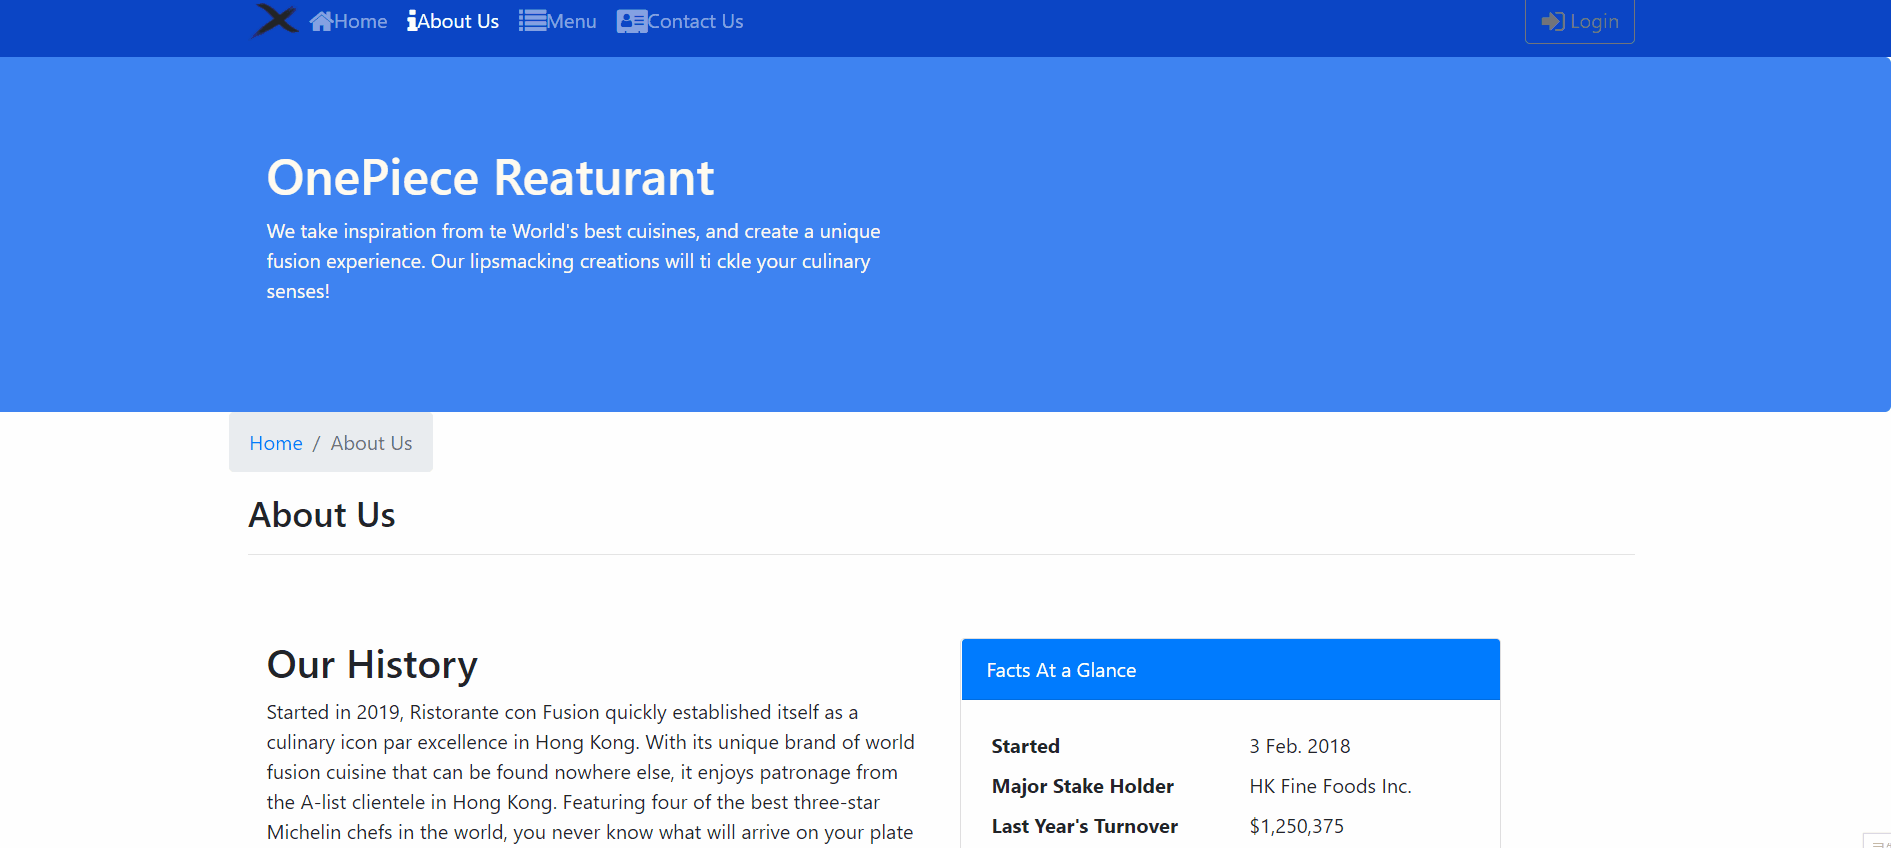 Home About Us Menu Contact Us Login
OnePiece Reaturant
We take inspiration from te World's best cuisines, and create a unique
fusion experience. Our lipsmacking creations will ti ckle your culinary
senses!
Home / About Us
About Us
Our History
Started in 2019, Ristorante con Fusion quickly established itself as a
culinary icon par excellence in Hong Kong. With its unique brand of world
fusion cuisine that can be found nowhere else, it enjoys patronage from
the A-list clientele in Hong Kong. Featuring four of the best three-star
Michelin chefs in the world, you never know what will arrive on your plate
Facts At a Glance
Started 3 Feb. 2018
Major Stake Holder HK Fine Foods Inc.
Last Year's Turnover $1,250,375